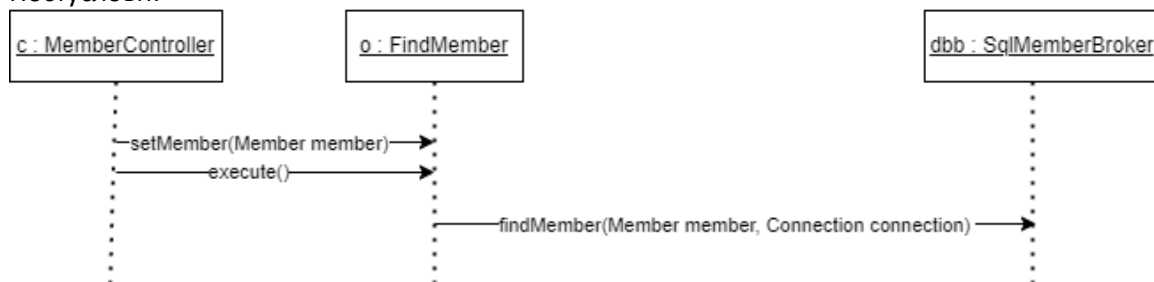 c : MemberController
o : FindMember
dbb : SqlMemberBroker
setMember(Member member)
execute()
findMember(Member member, Connection connection)